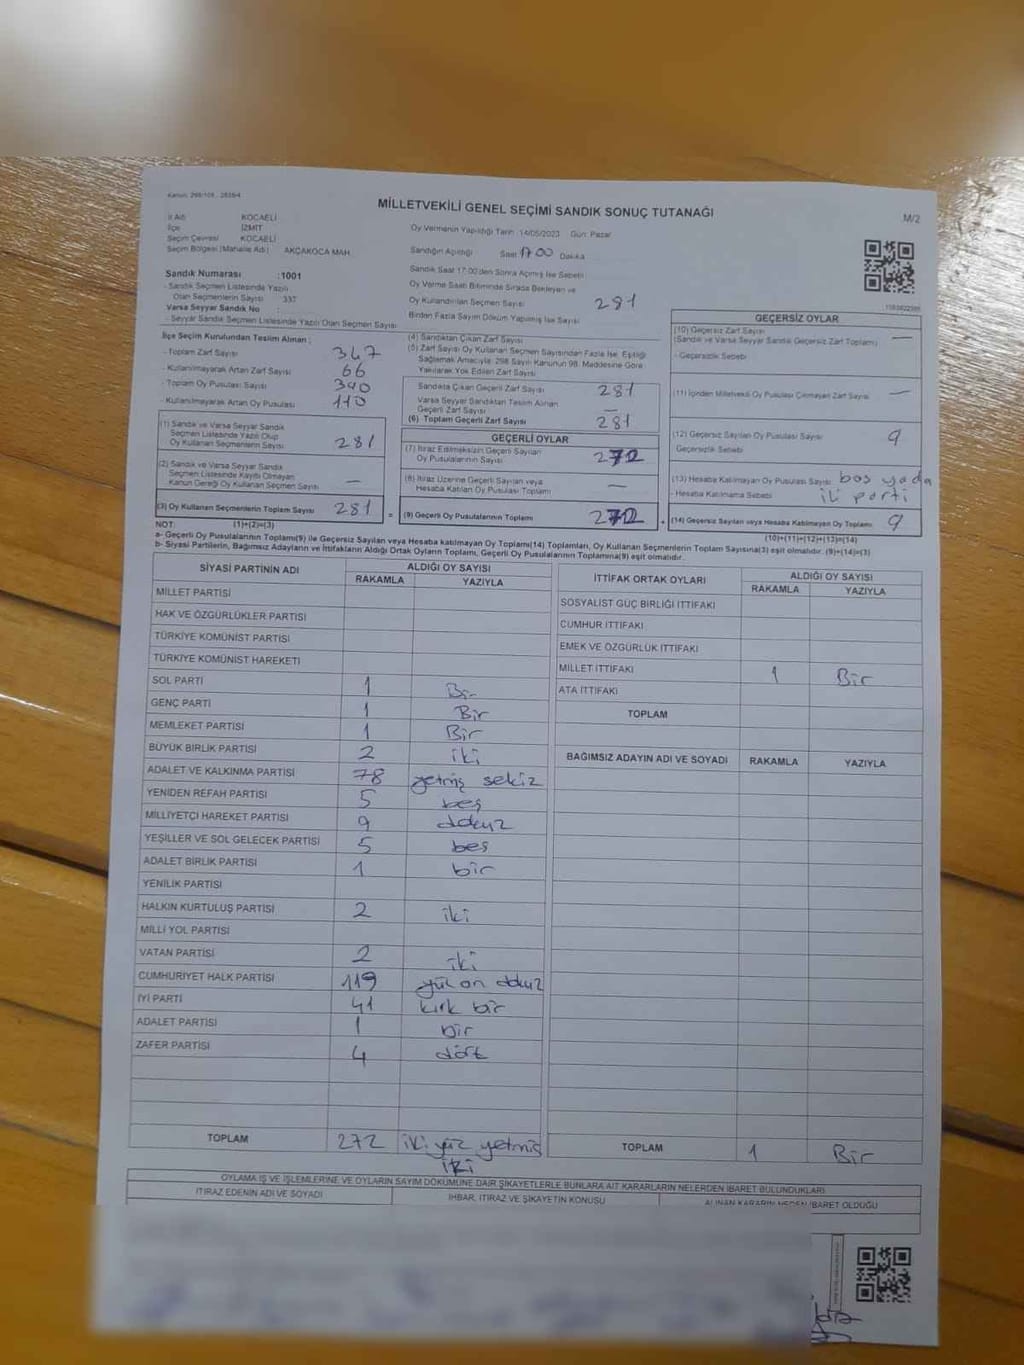 MİLLETVEKİLİ GENEL SEÇİMİ SANDIK SONUÇ TUTANAĞI
M/2
İl Adı KOCAELİ
İlçe İZMİT
Seçim Çevresi KOCAELİ
Seçim Bölgesi (Mahalle Adı) AKÇAKOCA MAH.
Sandık Numarası : 1001
- Sandık Seçmen Listesinde Yazılı
Olan Seçmenlerin Sayısı : 337
Varsa Seyyar Sandık No :
- Seyyar Sandık Seçmen Listesinde Yazılı Olan Seçmen Sayısı
Oy Vermenin Yapıldığı Tarih : 14/05/2023 Gün: Pazar
Sandığın Açıldığı Saat 17 00 Dakika
Sandık Saat 17:00'den Sonra Açılmış İse Sebebi
Oy Verme Saati Bitiminde Sırada Bekleyen ve
Oy Kullandırılan Seçmen Sayısı 281
Birden Fazla Sayım Döküm Yapılmış İse Sayısı
İlçe Seçim Kurulundan Teslim Alınan :
- Toplam Zarf Sayısı 347
- Kullanılmayarak Artan Zarf Sayısı 66
- Toplam Oy Pusulası Sayısı 340
- Kullanılmayarak Artan Oy Pusulası 110
(1) Sandık ve Varsa Seyyar Sandık
Seçmen Listesinde Yazılı Olup
Oy Kullanan Seçmenlerin Sayısı 281
(2) Sandık ve Varsa Seyyar Sandık
Seçmen Listesinde Kayıtlı Olmayan
Kanun Gereği Oy Kullanan Seçmen Sayısı —
(3) Oy Kullanan Seçmenlerin Toplam Sayısı 281 =
(4) Sandıktan Çıkan Zarf Sayısı
(5) Zarf Sayısı Oy Kullanan Seçmen Sayısından Fazla İse, Eşitliği
Sağlamak Amacıyla; 298 Sayılı Kanunun 98. Maddesine Göre
Yakılarak Yok Edilen Zarf Sayısı
Sandıkta Çıkan Geçerli Zarf Sayısı 281
Varsa Seyyar Sandıktan Teslim Alınan
Geçerli Zarf Sayısı —
(6) Toplam Geçerli Zarf Sayısı 281
GEÇERLİ OYLAR
(7) İtiraz Edilmeksizin Geçerli Sayılan
Oy Pusulalarının Sayısı 272
(8) İtiraz Üzerine Geçerli Sayılan veya
Hesaba Katılan Oy Pusulası Toplamı —
(9) Geçerli Oy Pusulalarının Toplamı 272
GEÇERSİZ OYLAR
(10) Geçersiz Zarf Sayısı —
(Sandık ve Varsa Seyyar Sandık Geçersiz Zarf Toplamı)
- Geçersizlik Sebebi
(11) İçinden Milletvekili Oy Pusulası Çıkmayan Zarf Sayısı —
(12) Geçersiz Sayılan Oy Pusulası Sayısı 9
Geçersizlik Sebebi
(13) Hesaba Katılmayan Oy Pusulası Sayısı boş yada
- Hesaba Katılmama Sebebi iki parti
(14) Geçersiz Sayılan veya Hesaba Katılmayan Oy Toplamı 9
NOT: (1)+(2)=(3) (10)+(11)+(12)+(13)=(14)
a- Geçerli Oy Pusulalarının Toplamı(9) ile Geçersiz Sayılan veya Hesaba Katılmayan Oy Toplamı(14) Toplamları, Oy Kullanan Seçmenlerin Toplam Sayısına(3) eşit olmalıdır. (9)+(14)=(3)
b- Siyasi Partilerin, Bağımsız Adayların ve İttifakların Aldığı Ortak Oyların Toplamı, Geçerli Oy Pusulalarının Toplamına(9) eşit olmalıdır.
SİYASİ PARTİNİN ADI ALDIĞI OY SAYISI
RAKAMLA YAZIYLA
MİLLET PARTİSİ
HAK VE ÖZGÜRLÜKLER PARTİSİ
TÜRKİYE KOMÜNİST PARTİSİ
TÜRKİYE KOMÜNİST HAREKETİ
SOL PARTİ 1 Bir
GENÇ PARTİ 1 Bir
MEMLEKET PARTİSİ 1 Bir
BÜYÜK BİRLİK PARTİSİ 2 iki
ADALET VE KALKINMA PARTİSİ 78 yetmiş sekiz
YENİDEN REFAH PARTİSİ 5 beş
MİLLİYETÇİ HAREKET PARTİSİ 9 dokuz
YEŞİLLER VE SOL GELECEK PARTİSİ 5 beş
ADALET BİRLİK PARTİSİ 1 bir
YENİLİK PARTİSİ
HALKIN KURTULUŞ PARTİSİ 2 iki
MİLLİ YOL PARTİSİ
VATAN PARTİSİ 2 iki
CUMHURİYET HALK PARTİSİ 119 yüz on dokuz
İYİ PARTİ 41 kırk bir
ADALET PARTİSİ 1 bir
ZAFER PARTİSİ 4 dört
TOPLAM 272 iki yüz yetmiş
iki
İTTİFAK ORTAK OYLARI ALDIĞI OY SAYISI
RAKAMLA YAZIYLA
SOSYALİST GÜÇ BİRLİĞİ İTTİFAKI
CUMHUR İTTİFAKI
EMEK VE ÖZGÜRLÜK İTTİFAKI
MİLLET İTTİFAKI 1 Bir
ATA İTTİFAKI
TOPLAM
BAĞIMSIZ ADAYIN ADI VE SOYADI RAKAMLA YAZIYLA
TOPLAM 1 Bir
OYLAMA İŞ VE İŞLEMLERİNE VE OYLARIN SAYIM DÖKÜMÜNE DAİR ŞİKAYETLERLE BUNLARA AİT KARARLARIN NELERDEN İBARET BULUNDUKLARI
İTİRAZ EDENİN ADI VE SOYADI İHBAR, İTİRAZ VE ŞİKAYETİN KONUSU ALINAN KARARIN NEDEN İBARET OLDUĞU